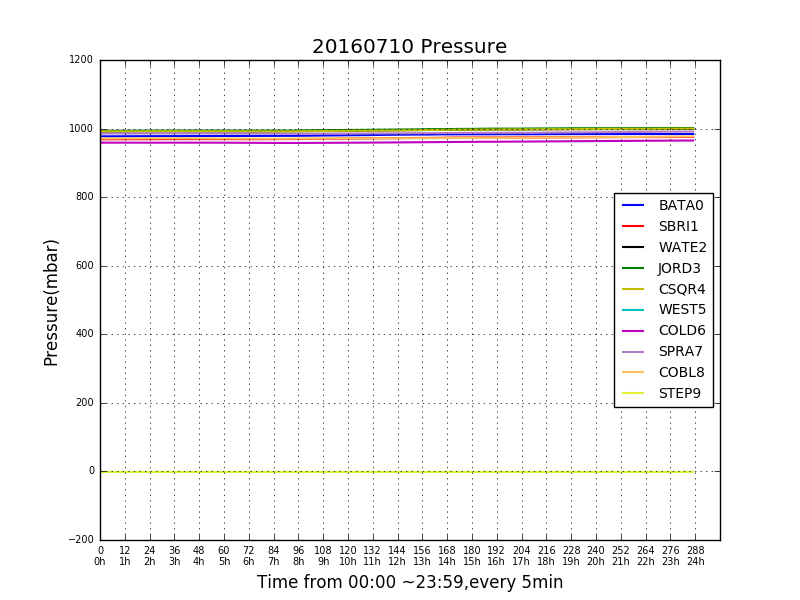 20160710 Pressure
1200
1000
800
600
400
200
0
−200
Pressure(mbar)
BATA0
SBRI1
WATE2
JORD3
CSQR4
WEST5
COLD6
SPRA7
COBL8
STEP9
0 12 24 36 48 60 72 84 96 108 120 132 144 156 168 180 192 204 216 228 240 252 264 276 288
0h 1h 2h 3h 4h 5h 6h 7h 8h 9h 10h 11h 12h 13h 14h 15h 16h 17h 18h 19h 20h 21h 22h 23h 24h
Time from 00:00 ~23:59,every 5min